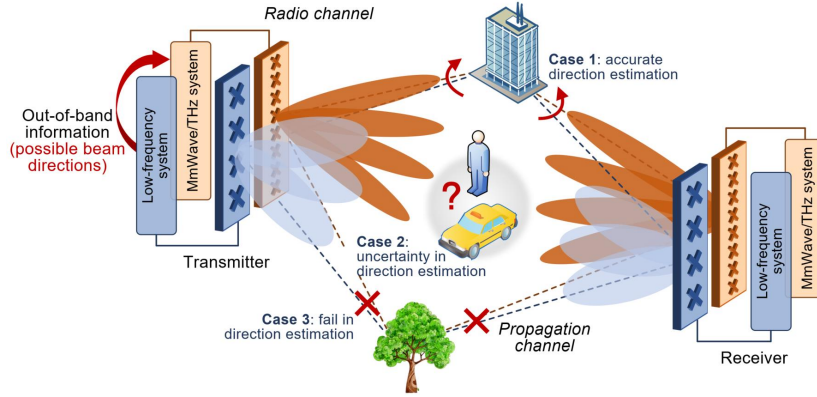 Radio channel
Case 1: accurate
direction estimation
Out-of-band
information
(possible beam
directions)
Low-frequency
system
MmWave/THz system
Transmitter
?
Case 2:
uncertainty in
direction estimation
Case 3: fail in
direction estimation
Propagation
channel
Low-frequency
system
MmWave/THz system
Receiver